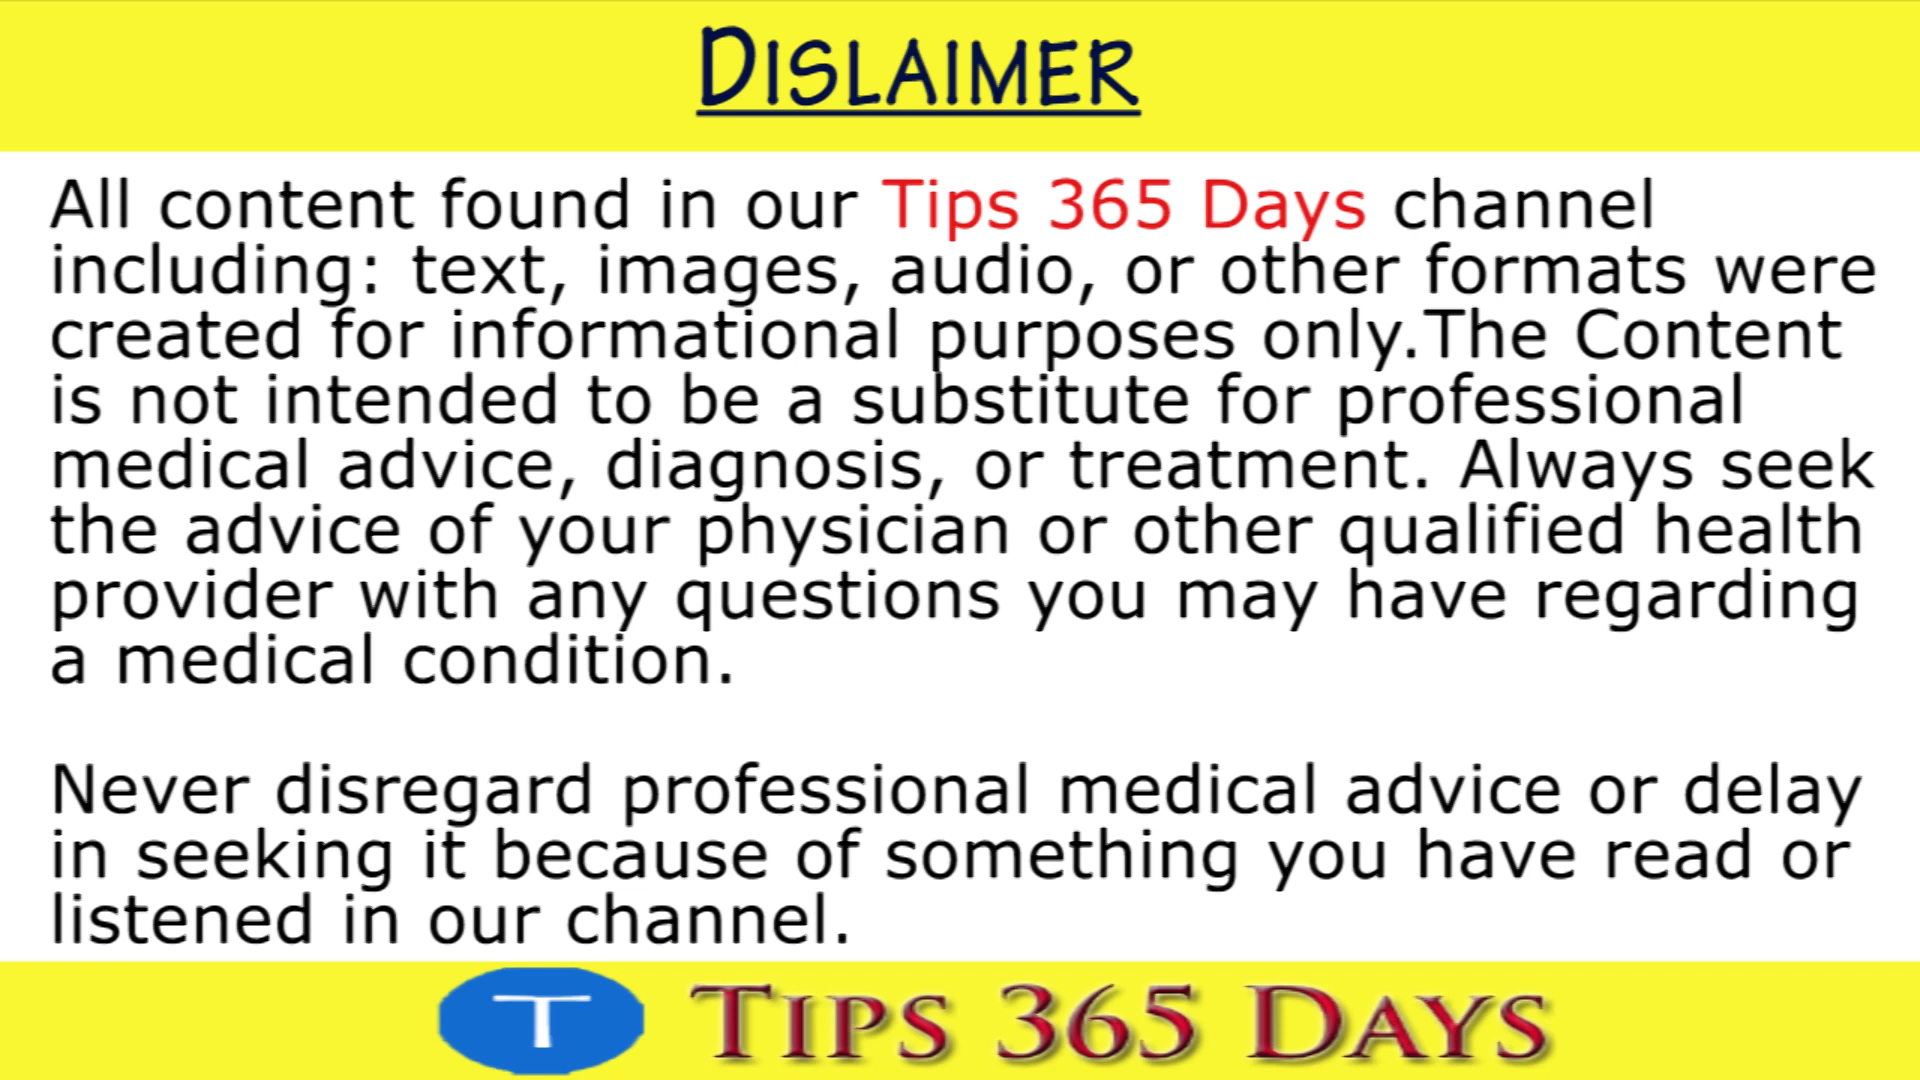 DISLAIMER
All content found in our Tips 365 Days channel
including: text, images, audio, or other formats were
created for informational purposes only.The Content
is not intended to be a substitute for professional
medical advice, diagnosis, or treatment. Always seek
the advice of your physician or other qualified health
provider with any questions you may have regarding
a medical condition.
Never disregard professional medical advice or delay
in seeking it because of something you have read or
listened in our channel.
T TIPS 365 DAYS